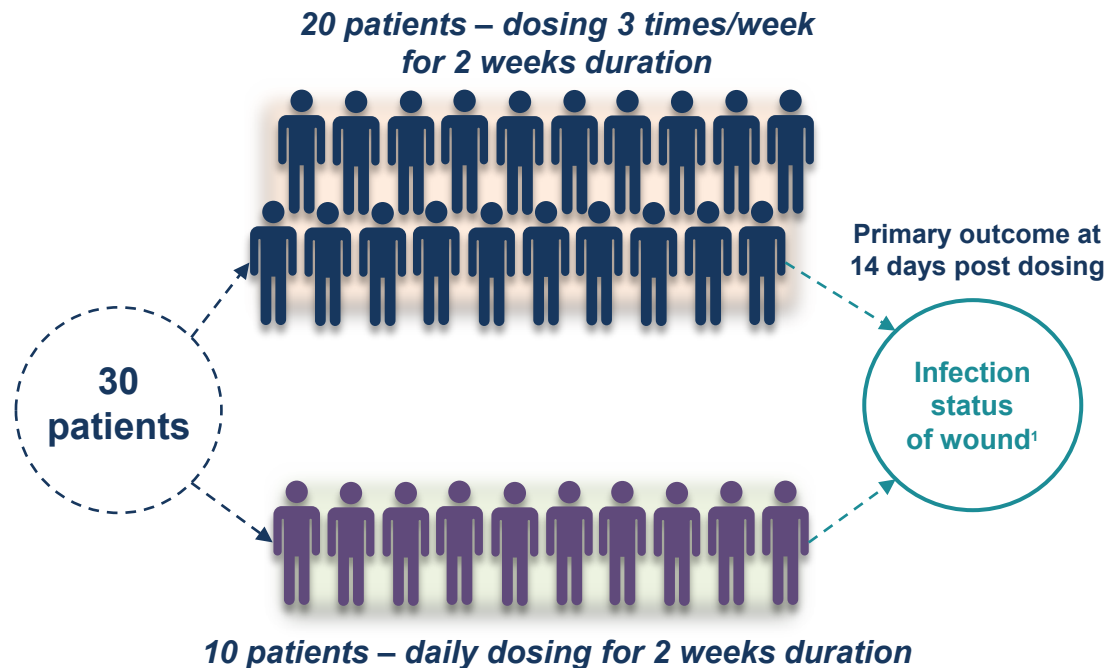 20 patients – dosing 3 times/week
for 2 weeks duration
Primary outcome at
14 days post dosing
30
patients
Infection
status
of wound¹
10 patients – daily dosing for 2 weeks duration